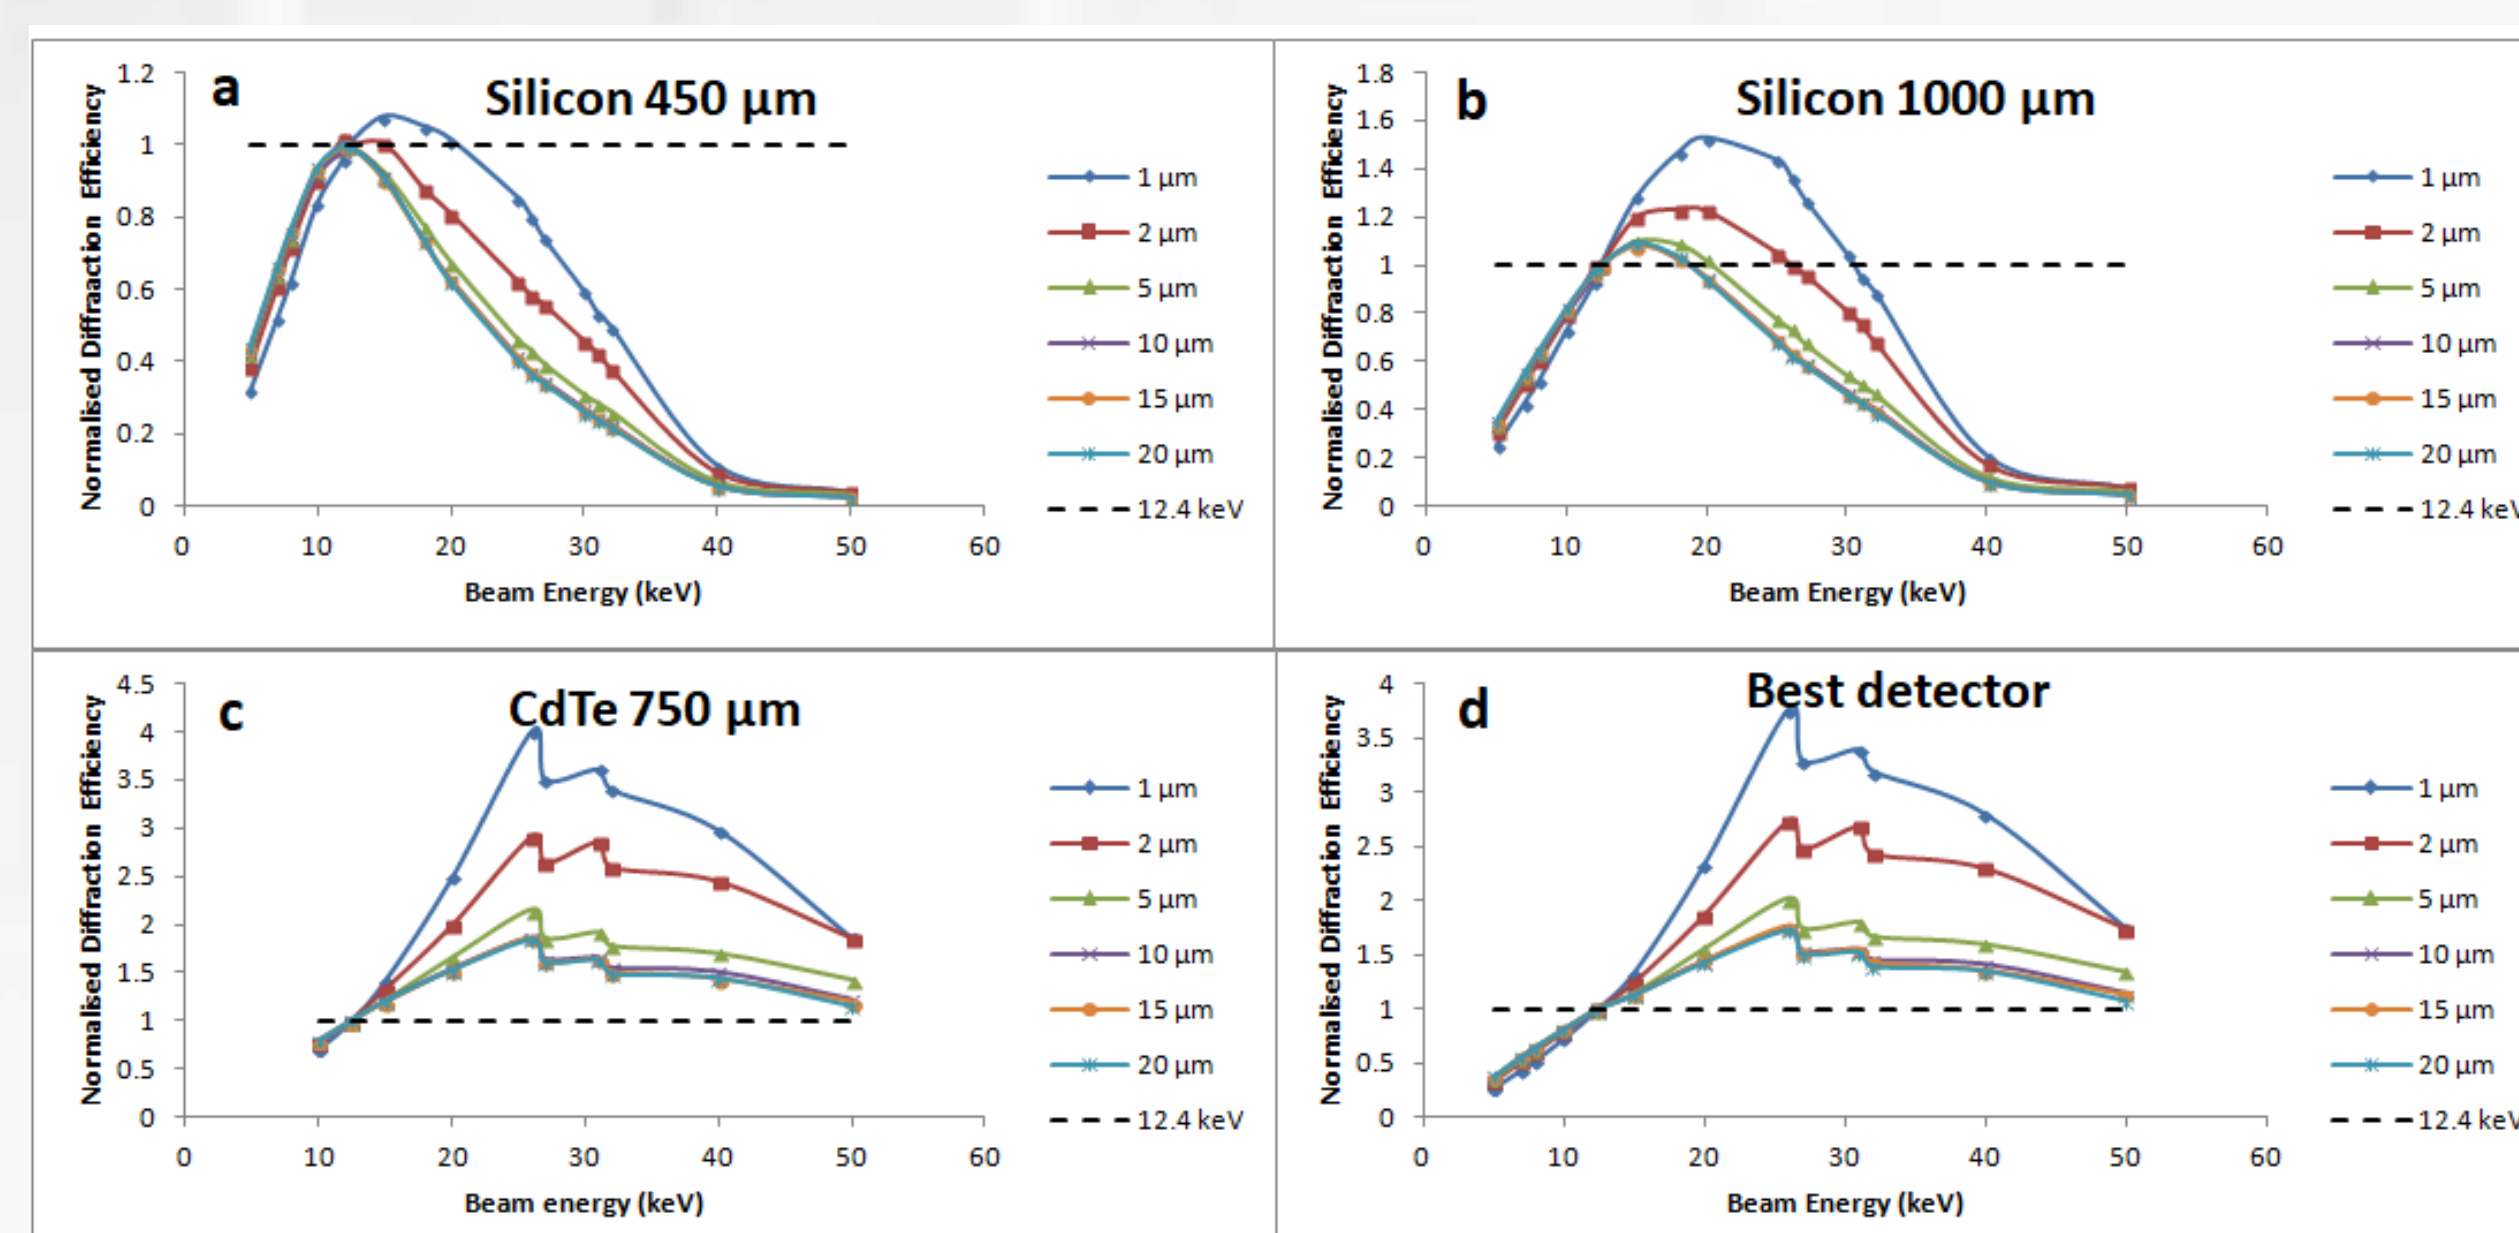 a
Silicon 450 µm
Normalised Diffraaction Efficiency
1.2
1
0.8
0.6
0.4
0.2
0
0 10 20 30 40 50 60
Beam Energy (keV)
1 µm
2 µm
5 µm
10 µm
15 µm
20 µm
12.4 keV
b
Silicon 1000 µm
Normalised Diffraaction Efficiency
1.8
1.6
1.4
1.2
1
0.8
0.6
0.4
0.2
0
0 10 20 30 40 50 60
Beam Energy (keV)
1 µm
2 µm
5 µm
10 µm
15 µm
20 µm
12.4 keV
c
CdTe 750 µm
Normalised Diffraction Efficiency
4.5
4
3.5
3
2.5
2
1.5
1
0.5
0
0 10 20 30 40 50 60
Beam energy (keV)
1 µm
2 µm
5 µm
10 µm
15 µm
20 µm
12.4 keV
d
Best detector
Normalised Diffraction Efficiency
4
3.5
3
2.5
2
1.5
1
0.5
0
0 10 20 30 40 50 60
Beam Energy (keV)
1 µm
2 µm
5 µm
10 µm
15 µm
20 µm
12.4 keV